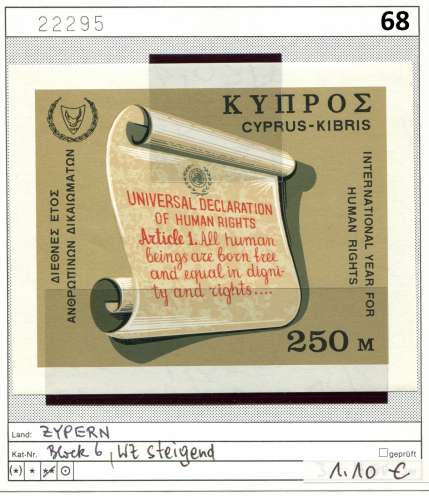 22295
68
ΚΥΠΡΟΣ
CYPRUS-KIBRIS
ΔΙΕΘΝΕΣ ΕΤΟΣ
ΑΝΘΡΩΠΙΝΩΝ ΔΙΚΑΙΩΜΑΤΩΝ
UNIVERSAL DECLARATION
OF HUMAN RIGHTS
Article 1. All human
beings are born free
and equal in digni-
ty and rights....
INTERNATIONAL YEAR FOR
HUMAN RIGHTS
250 M
Land: ZYPERN
Kat-Nr. Block 6, WZ steigend
geprüft
(*) * ** ⊙
1.10 €